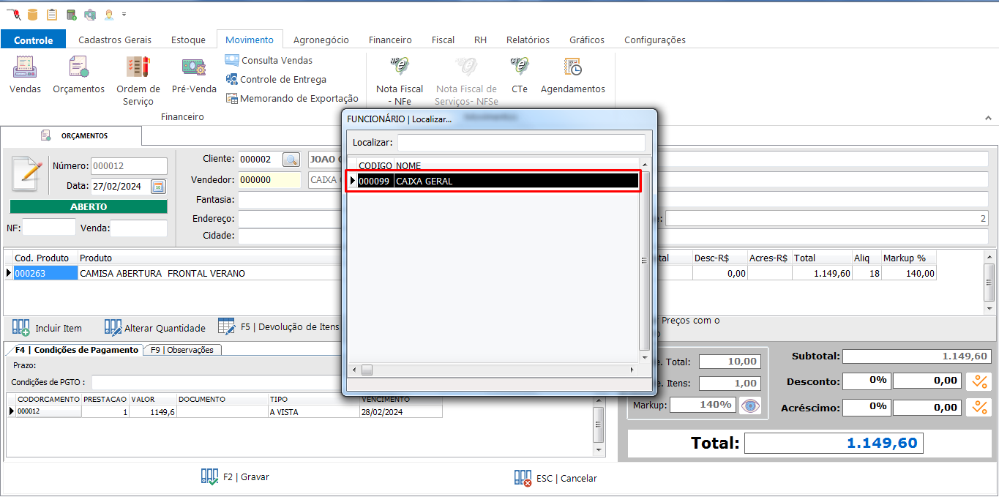 Controle Cadastros Gerais Estoque Movimento Agronegócio Financeiro Fiscal RH Relatórios Gráficos Configurações
Vendas
Orçamentos
Ordem de
Serviço
Pré-Venda
Consulta Vendas
Controle de Entrega
Memorando de Exportação
Nota Fiscal
- NFe
Nota Fiscal de
Serviços- NFSe
CTe
Agendamentos
Financeiro
ORÇAMENTOS
Número: 000012
Data: 27/02/2024
ABERTO
NF: Venda:
Cliente: 000002 JOAO
Vendedor: 000000 CAIXA
Fantasia:
Endereço:
Cidade:
2
FUNCIONÁRIO | Localizar...
Localizar:
CODIGO NOME
000099 CAIXA GERAL
Cod. Produto Produto Desc-R$ Acres-R$ Total Aliq Markup %
000263 CAMISA ABERTURA FRONTAL VERANO 0,00 1.149,60 18 140,00
Incluir Item
Alterar Quantidade
F5 | Devolução de Itens
Preços com o
F4 | Condições de Pagamento F9 | Observações
Prazo:
Condições de PGTO :
CODORCAMENTO PRESTACAO VALOR DOCUMENTO TIPO VENCIMENTO
000012 1 1149,6 A VISTA 28/02/2024
e. Total: 10,00
e. Itens: 1,00
Markup: 140%
Subtotal: 1.149,60
Desconto: 0% 0,00
Acréscimo: 0% 0,00
Total: 1.149,60
F2 | Gravar
ESC | Cancelar